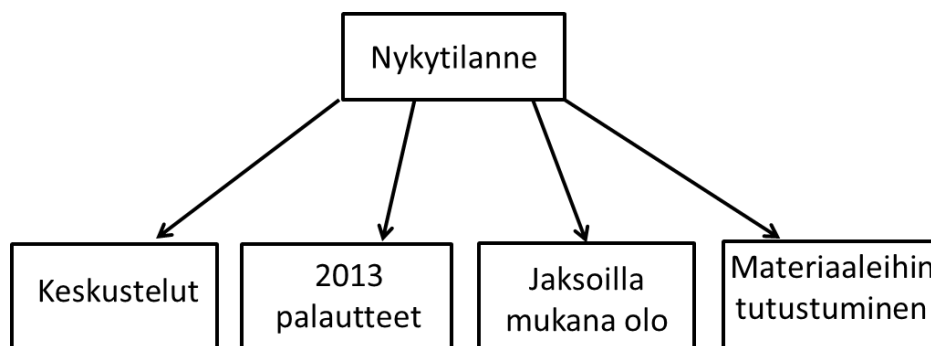 Nykytilanne
Keskustelut
2013
palautteet
Jaksoilla
mukana olo
Materiaaleihin
tutustuminen